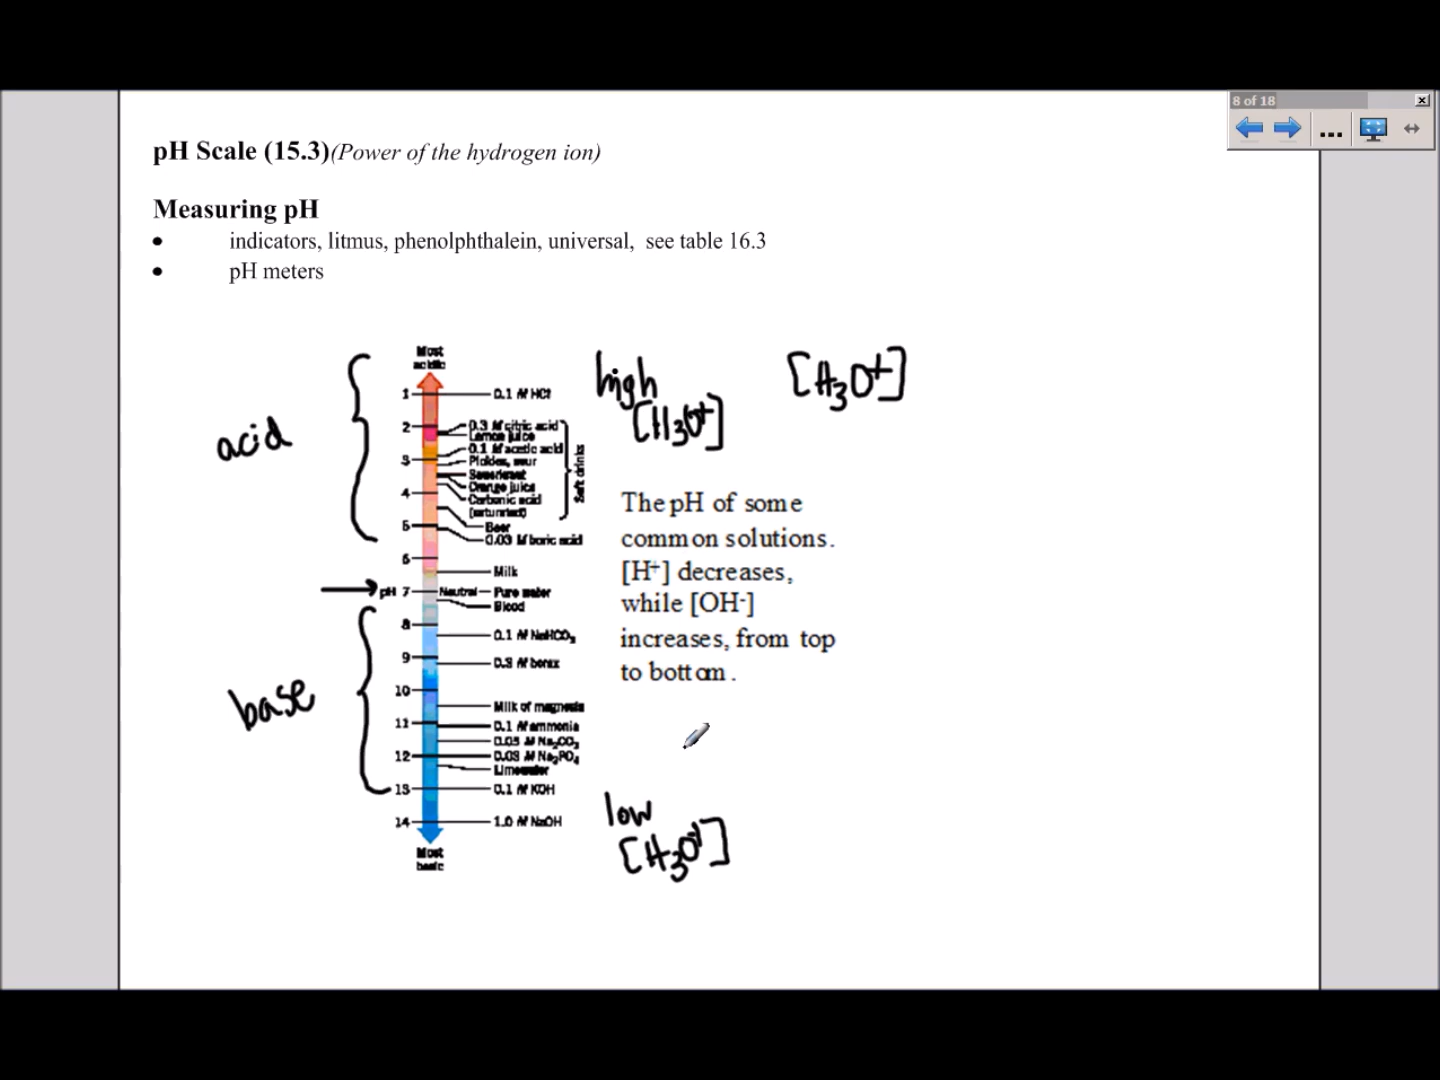 8 of 18
pH Scale (15.3)(Power of the hydrogen ion)
Measuring pH
• indicators, litmus, phenolphthalein, universal, see table 16.3
• pH meters
Most
acidic
1 0.1 M HCl
2 0.3 M citric acid
Lemon juice
0.1 M acetic acid
3 Pickles, sour
Sauerkraut
Orange juice
4 Carbonic acid
(saturated)
Soft drinks
Beer
5 0.03 M boric acid
6
Milk
pH 7 Neutral Pure water
Blood
8
0.1 M NaHCO₃
9 0.3 M borax
10
Milk of magnesia
11 0.1 M ammonia
0.05 M Na₂CO₃
12 0.03 M Na₃PO₄
Limewater
13 0.1 M KOH
14 1.0 M NaOH
Most
basic
acid
base
high
[H₃O+]
[H₃O+]
The pH of some
common solutions.
[H⁺] decreases,
while [OH⁻]
increases, from top
to bottom.
low
[H₃O+]